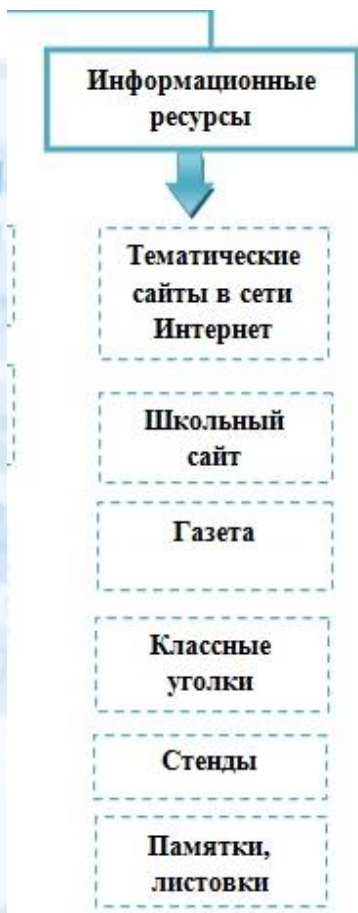 Информационные
ресурсы
Тематические
сайты в сети
Интернет
Школьный
сайт
Газета
Классные
уголки
Стенды
Памятки,
листовки